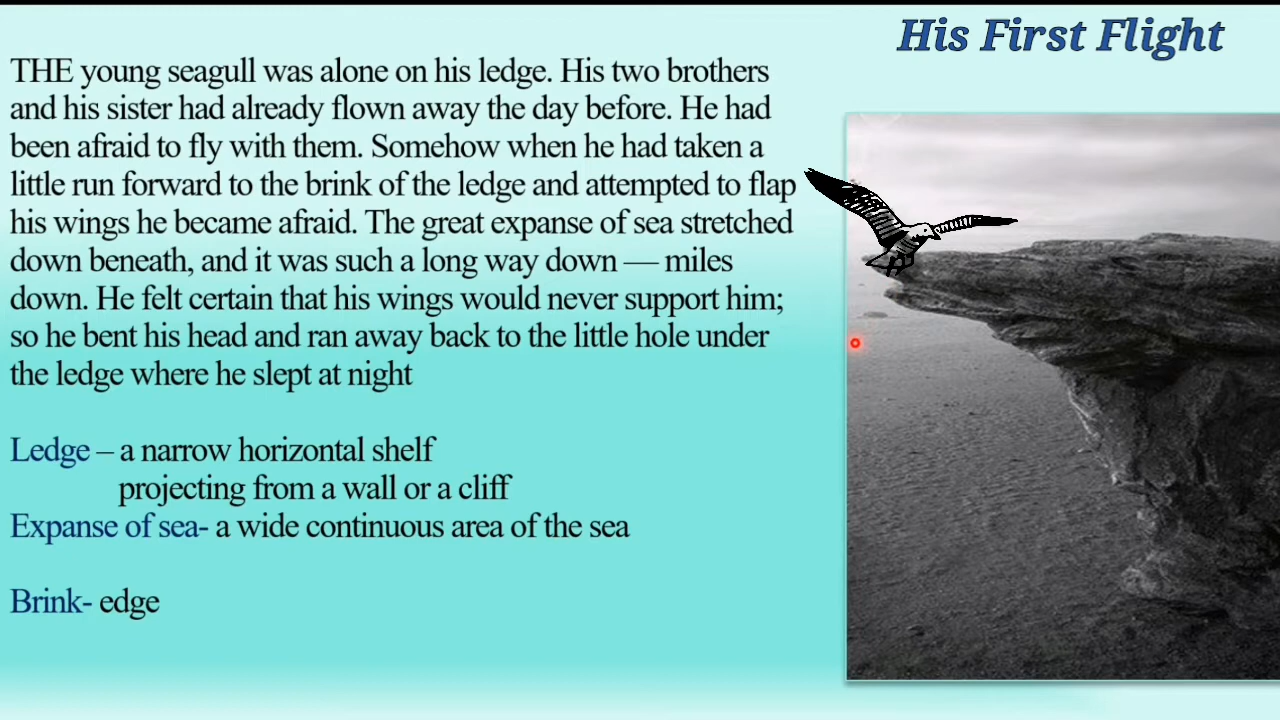 His First Flight
THE young seagull was alone on his ledge. His two brothers
and his sister had already flown away the day before. He had
been afraid to fly with them. Somehow when he had taken a
little run forward to the brink of the ledge and attempted to flap
his wings he became afraid. The great expanse of sea stretched
down beneath, and it was such a long way down — miles
down. He felt certain that his wings would never support him;
so he bent his head and ran away back to the little hole under
the ledge where he slept at night
Ledge – a narrow horizontal shelf
projecting from a wall or a cliff
Expanse of sea- a wide continuous area of the sea
Brink- edge